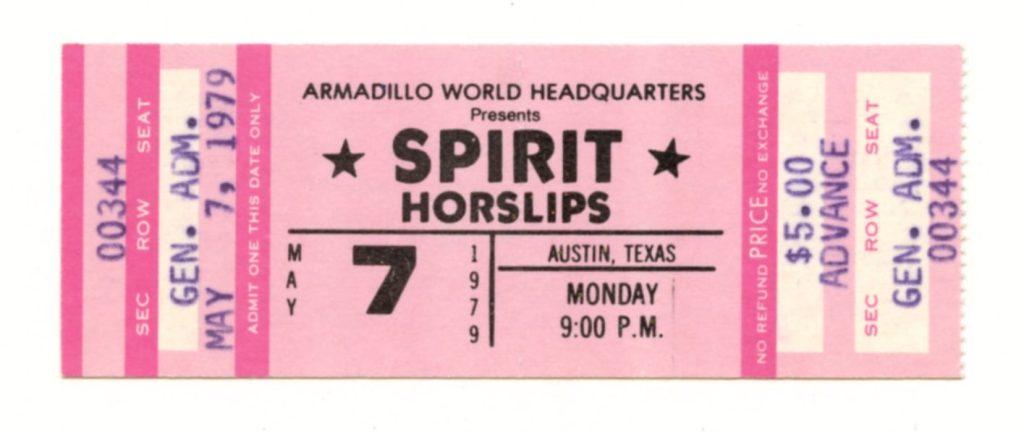 00344
SEC ROW SEAT
GEN. ADM.
MAY 7, 1979
ADMIT ONE THIS DATE ONLY
ARMADILLO WORLD HEADQUARTERS
Presents
★ SPIRIT ★
HORSLIPS
MAY 7 1979
AUSTIN, TEXAS
MONDAY
9:00 P.M.
NO REFUND PRICE NO EXCHANGE
$5.00
ADVANCE
SEC ROW SEAT
GEN. ADM.
00344